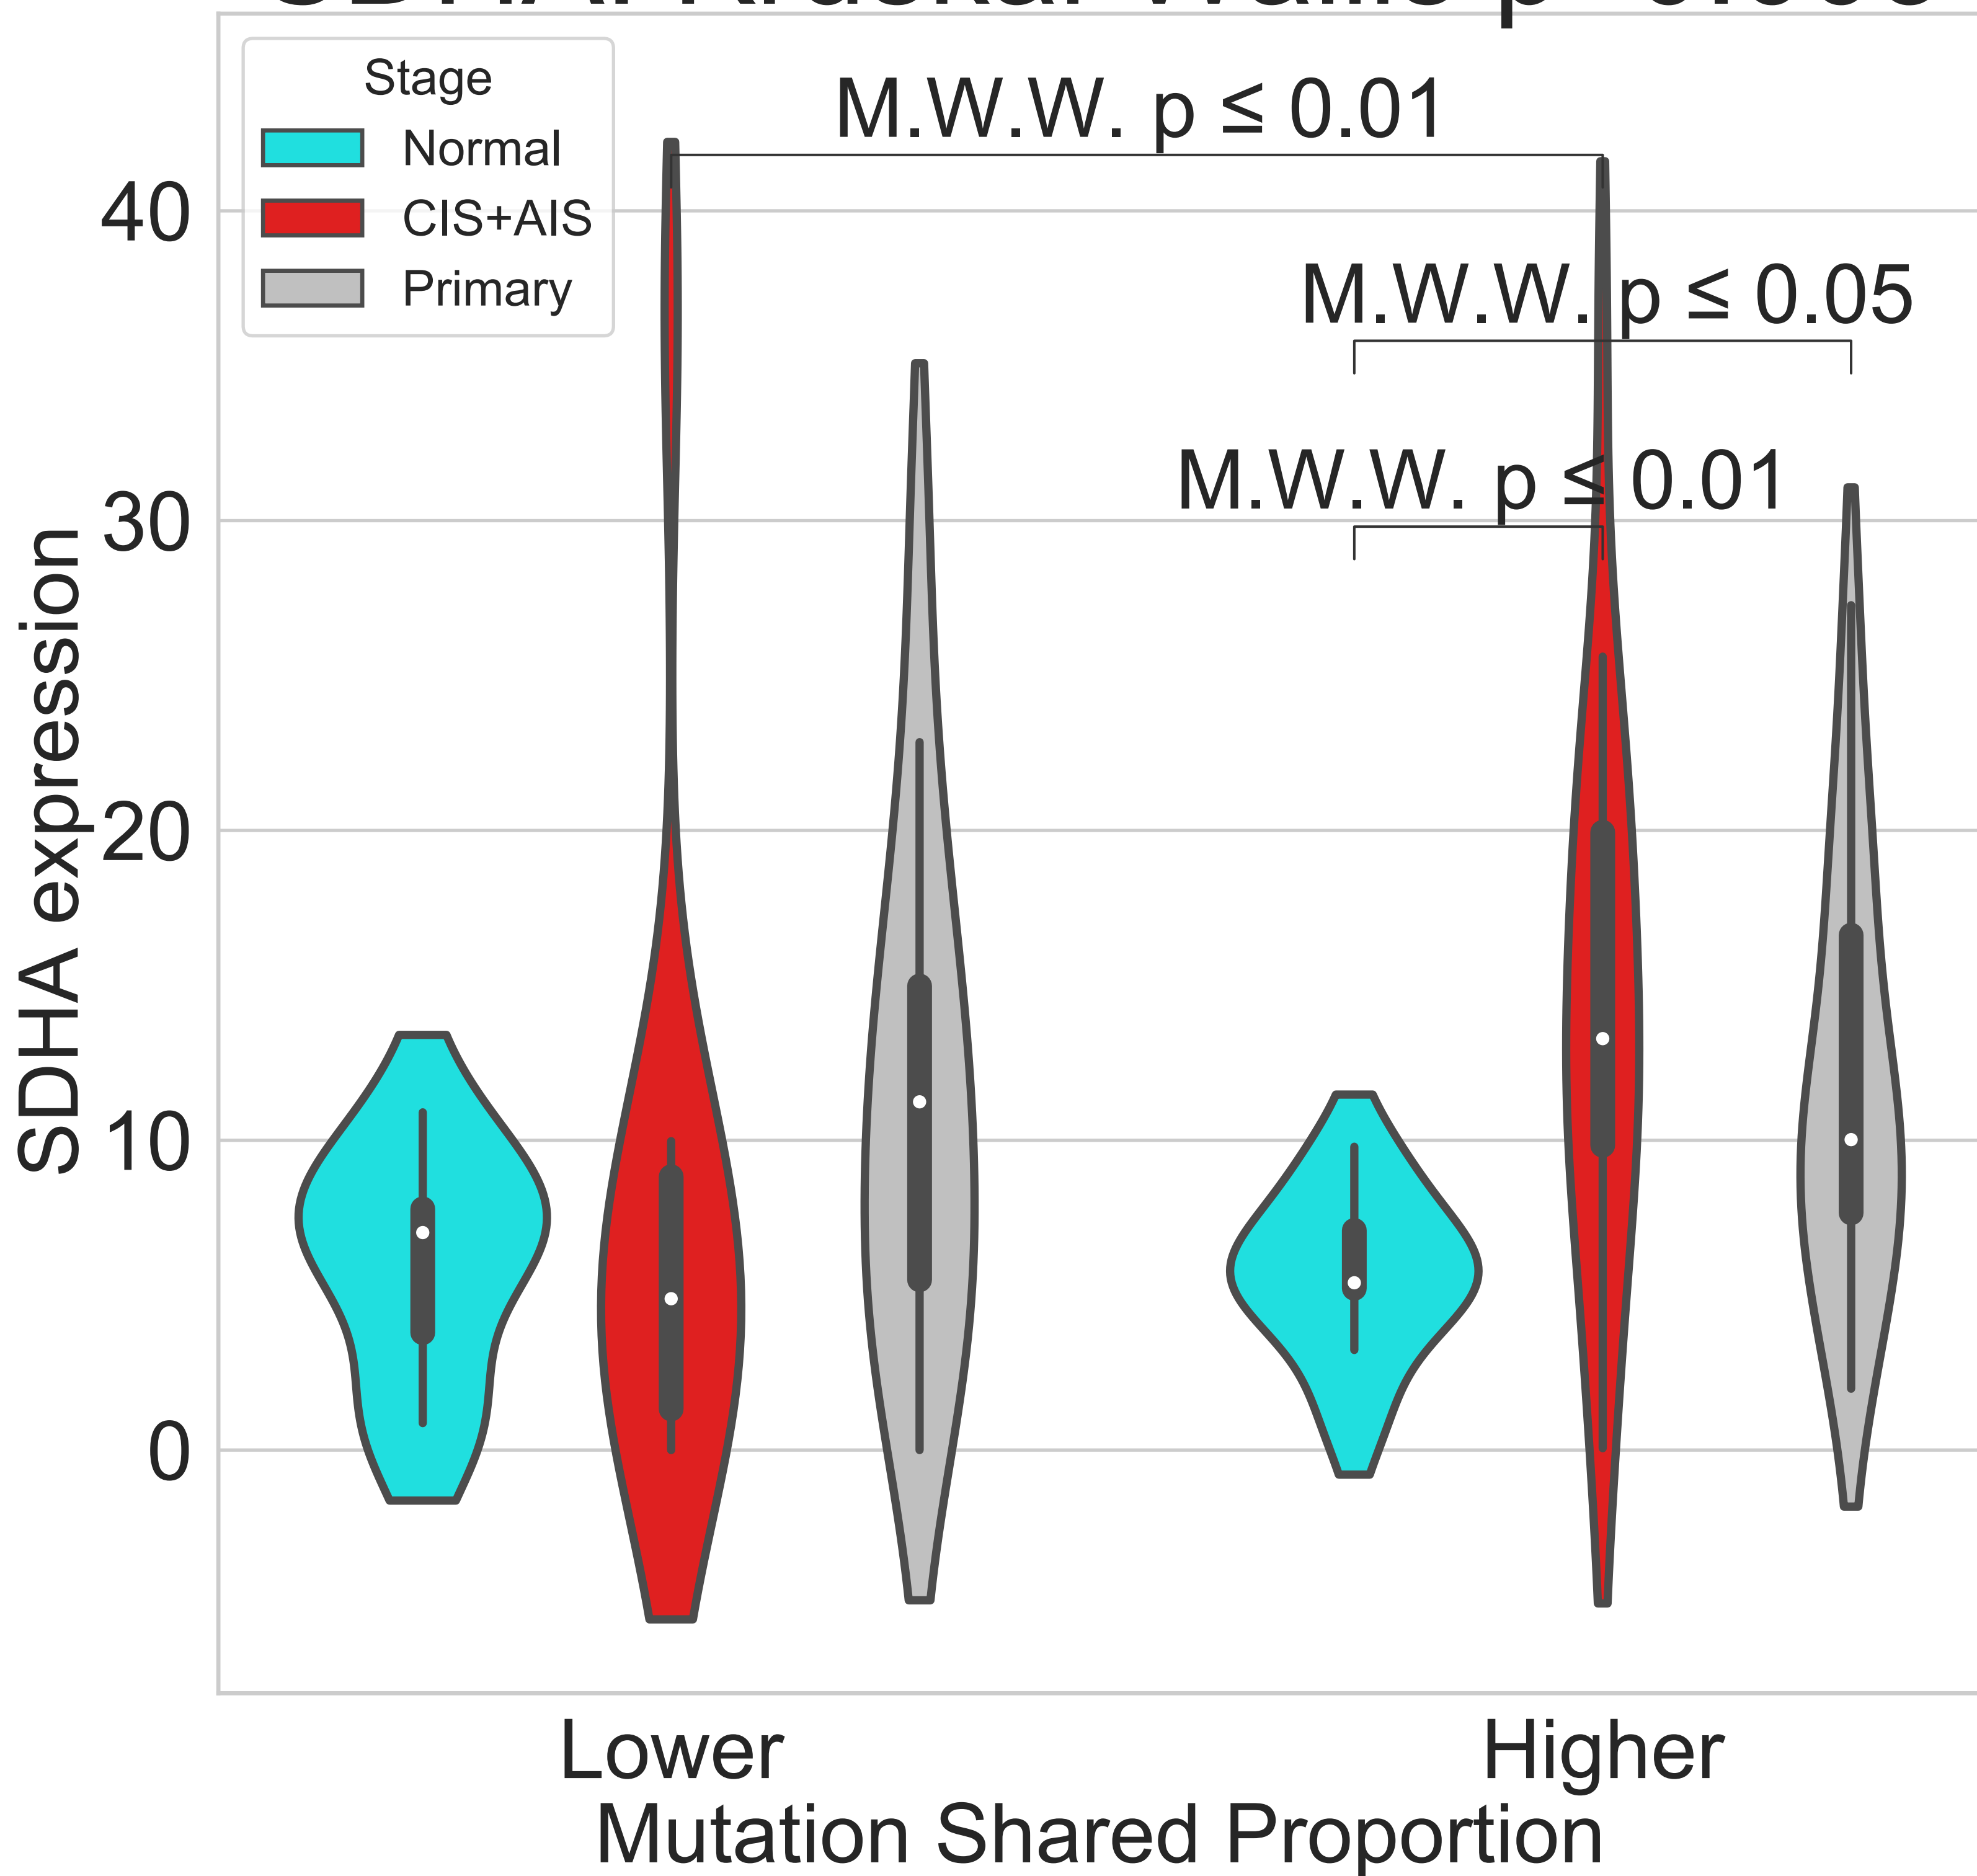 Stage
Normal
CIS+AIS
Primary
M.W.W. p ≤ 0.01
M.W.W. p ≤ 0.05
M.W.W. p ≤ 0.01
40
30
20
10
0
SDHA expression
Lower
Higher
Mutation Shared Proportion